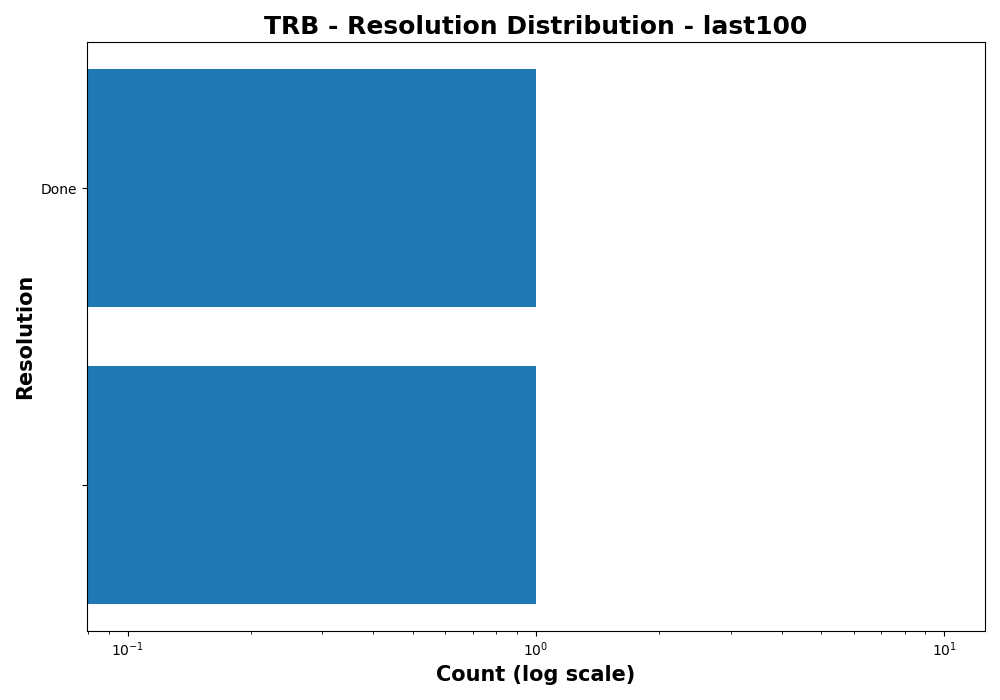 TRB - Resolution Distribution - last100
Resolution
Done
10⁻¹
10⁰
10¹
Count (log scale)